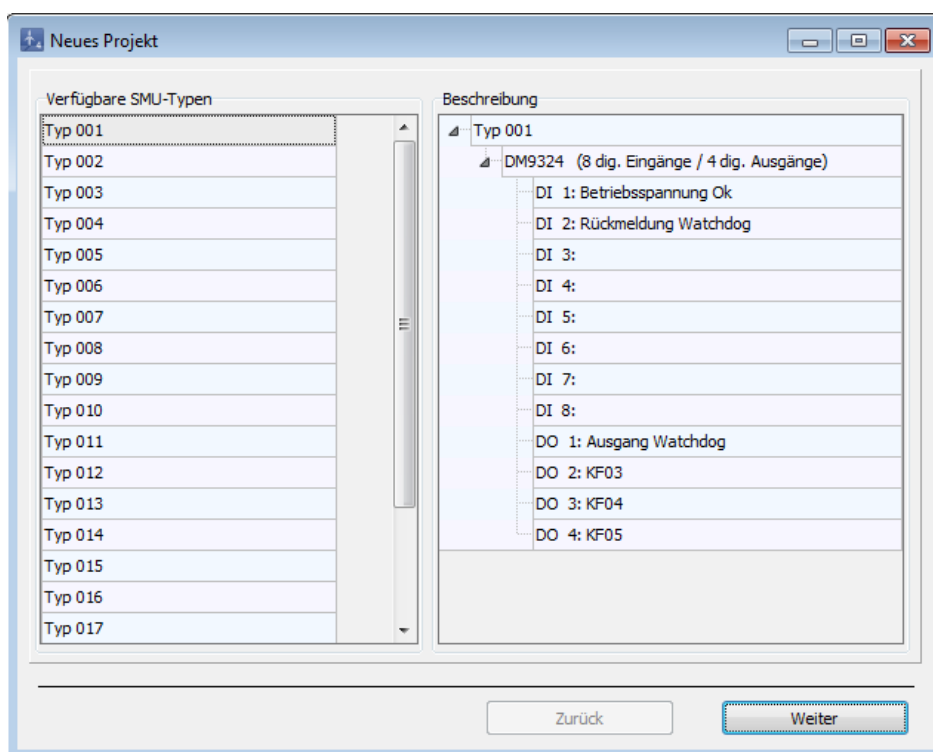 Neues Projekt
Verfügbare SMU-Typen
Typ 001
Typ 002
Typ 003
Typ 004
Typ 005
Typ 006
Typ 007
Typ 008
Typ 009
Typ 010
Typ 011
Typ 012
Typ 013
Typ 014
Typ 015
Typ 016
Typ 017
Beschreibung
Typ 001
DM9324 (8 dig. Eingänge / 4 dig. Ausgänge)
DI 1: Betriebsspannung Ok
DI 2: Rückmeldung Watchdog
DI 3:
DI 4:
DI 5:
DI 6:
DI 7:
DI 8:
DO 1: Ausgang Watchdog
DO 2: KF03
DO 3: KF04
DO 4: KF05
Zurück
Weiter